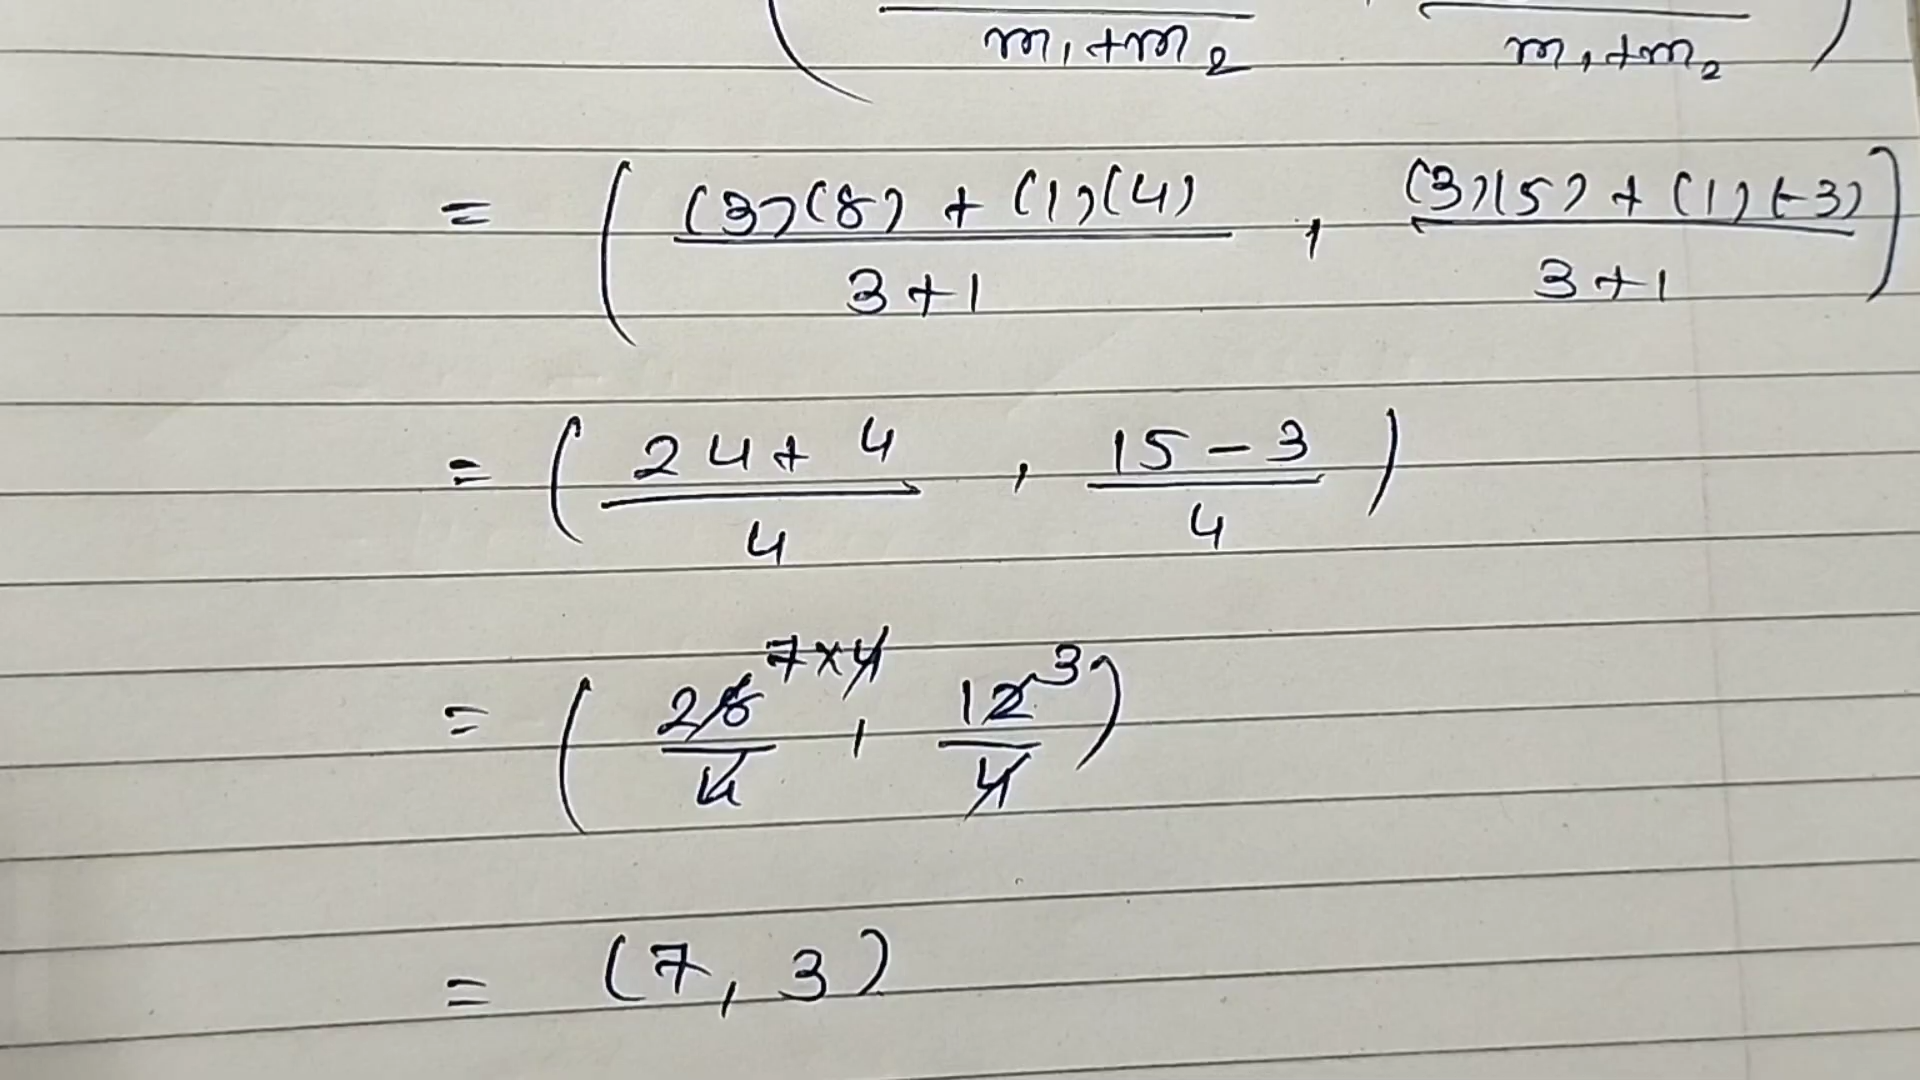 ( / m₁+m₂ , / m₁+m₂ )
= ( (3)(8) + (1)(4) / 3+1 , (3)(5) + (1)(-3) / 3+1 )
= ( 24+4 / 4 , 15-3 / 4 )
= ( 28 7×4 / 4 , 12 3 / 4 )
= (7, 3)